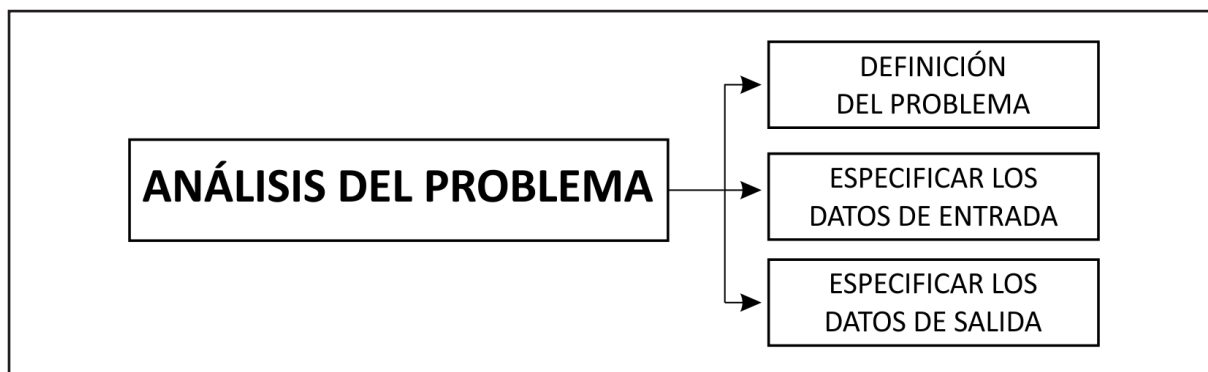 ANÁLISIS DEL PROBLEMA
DEFINICIÓN
DEL PROBLEMA
ESPECIFICAR LOS
DATOS DE ENTRADA
ESPECIFICAR LOS
DATOS DE SALIDA